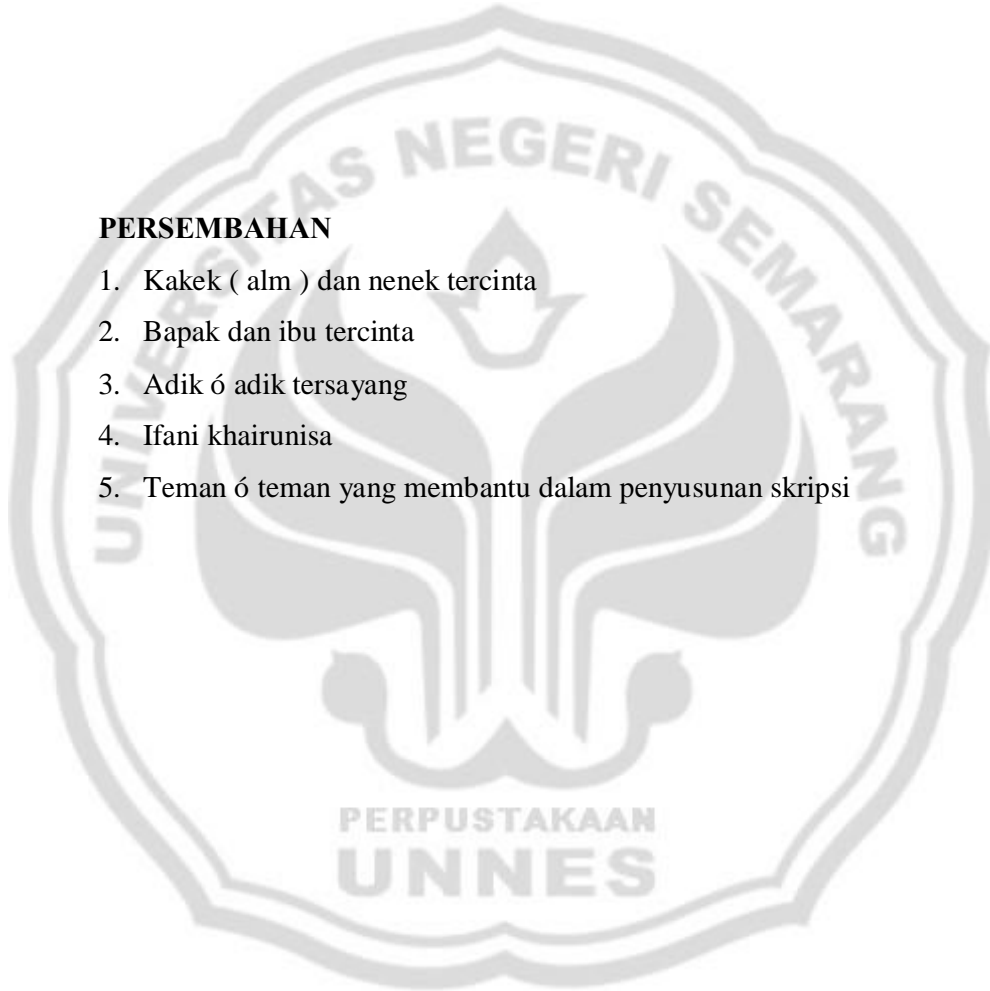 UNIVERSITAS NEGERI SEMARANG
PERSEMBAHAN
1. Kakek ( alm ) dan nenek tercinta
2. Bapak dan ibu tercinta
3. Adik ó adik tersayang
4. Ifani khairunisa
5. Teman ó teman yang membantu dalam penyusunan skripsi
PERPUSTAKAAN
UNNES